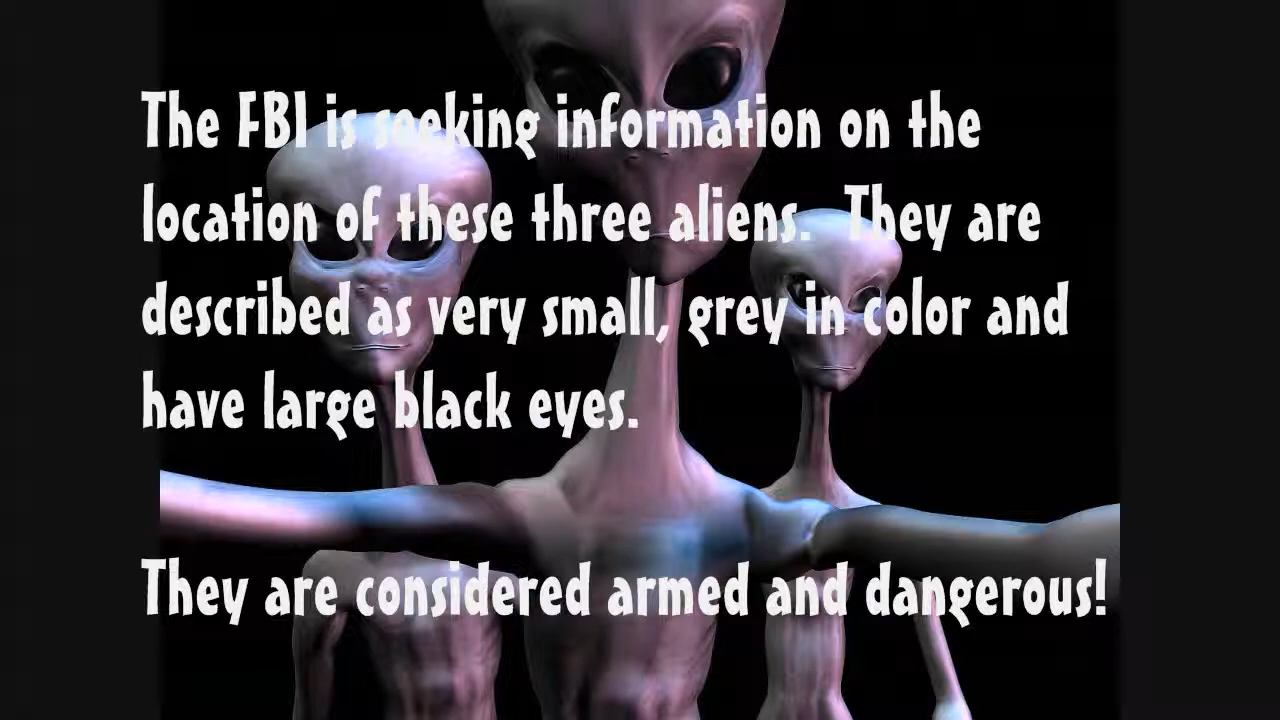 The FBI is seeking information on the
location of these three aliens.  They are
described as very small, grey in color and
have large black eyes.
They are considered armed and dangerous!